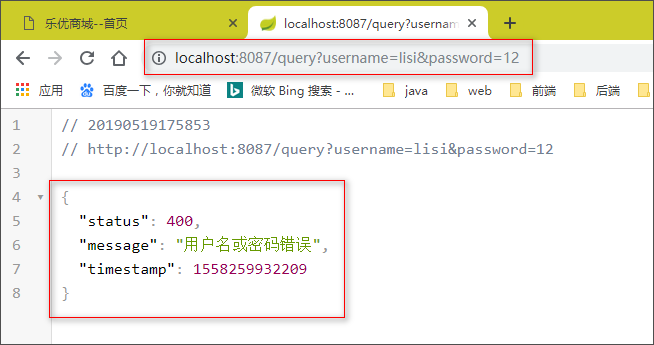 乐优商城--首页
localhost:8087/query?usernam
localhost:8087/query?username=lisi&password=12
应用
百度一下，你就知道
微软 Bing 搜索 - ...
java
web
前端
后端
1 // 20190519175853
2 // http://localhost:8087/query?username=lisi&password=12
3
4 {
5 "status": 400,
6 "message": "用户名或密码错误",
7 "timestamp": 1558259932209
8 }